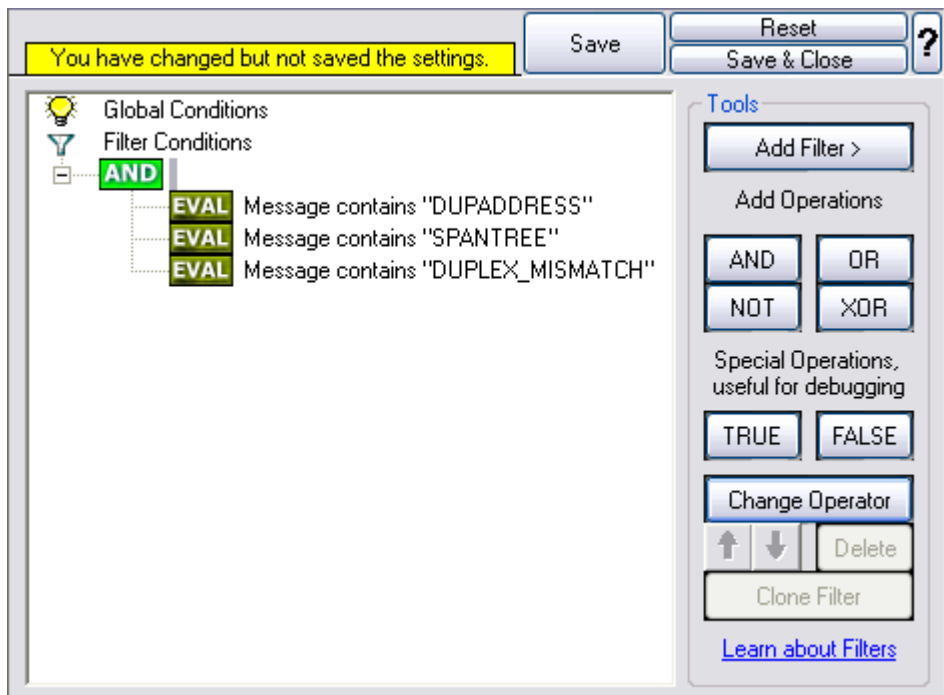 You have changed but not saved the settings.
Save
Reset
Save & Close
?
Global Conditions
Filter Conditions
AND
EVAL Message contains "DUPADDRESS"
EVAL Message contains "SPANTREE"
EVAL Message contains "DUPLEX_MISMATCH"
Tools
Add Filter >
Add Operations
AND OR
NOT XOR
Special Operations,
useful for debugging
TRUE FALSE
Change Operator
Delete
Clone Filter
Learn about Filters